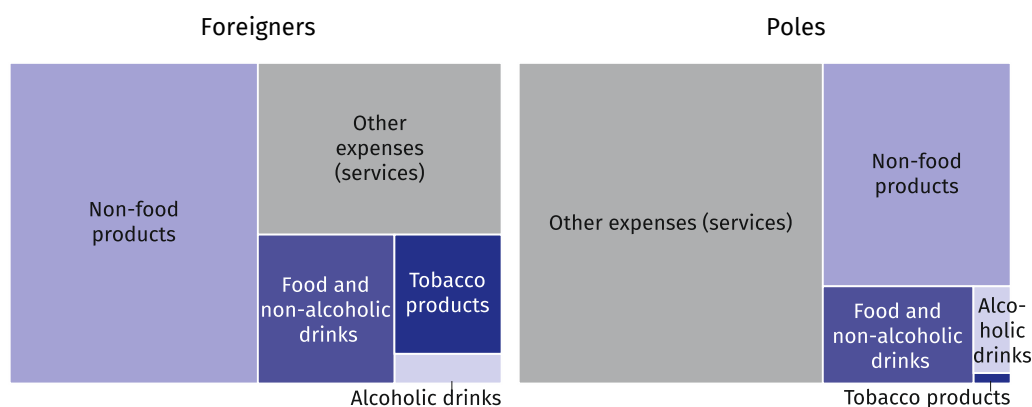 Foreigners
Non-food
products
Other
expenses
(services)
Food and
non-alcoholic
drinks
Tobacco
products
Alcoholic drinks
Poles
Other expenses (services)
Non-food
products
Food and
non-alcoholic
drinks
Alco-
holic
drinks
Tobacco products